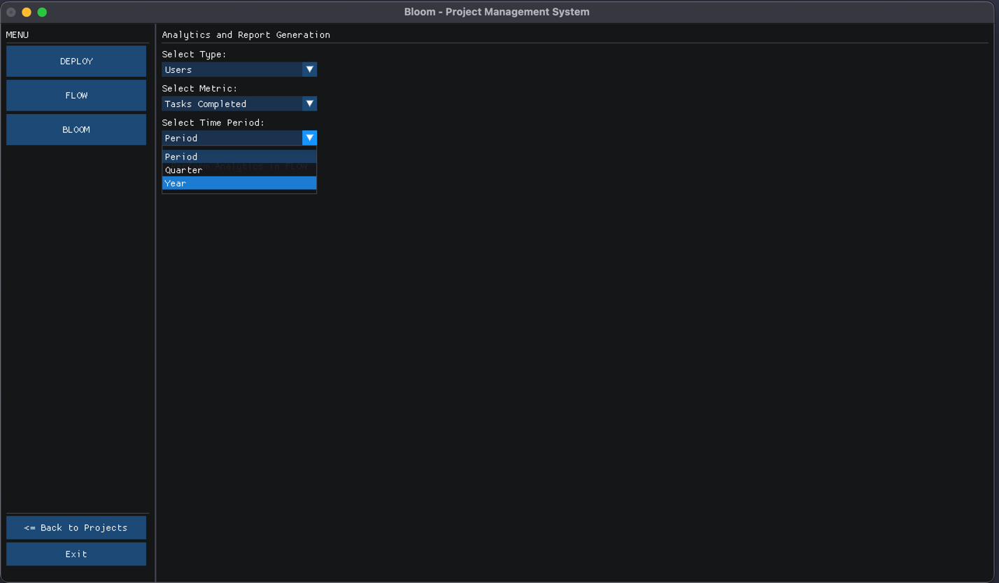 Bloom - Project Management System
MENU
DEPLOY
FLOW
BLOOM
<= Back to Projects
Exit
Analytics and Report Generation
Select Type:
Users
Select Metric:
Tasks Completed
Select Time Period:
Period
Period
Analytics in FLOW
Quarter
Year